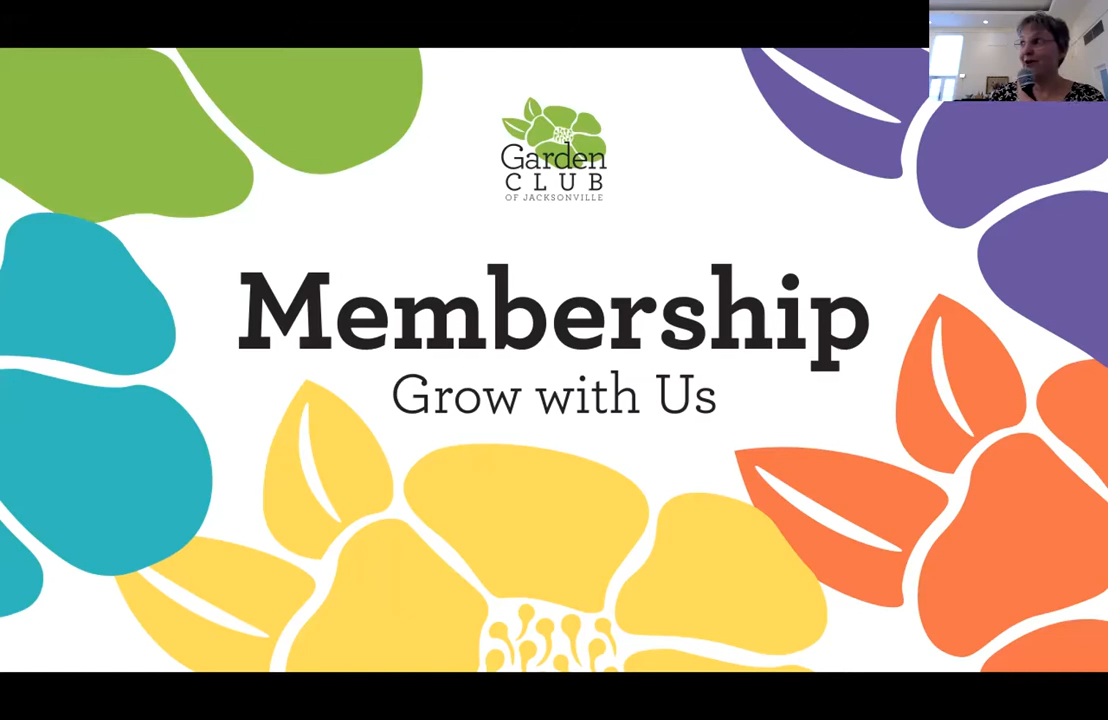 Garden
CLUB
OF JACKSONVILLE
Membership
Grow with Us